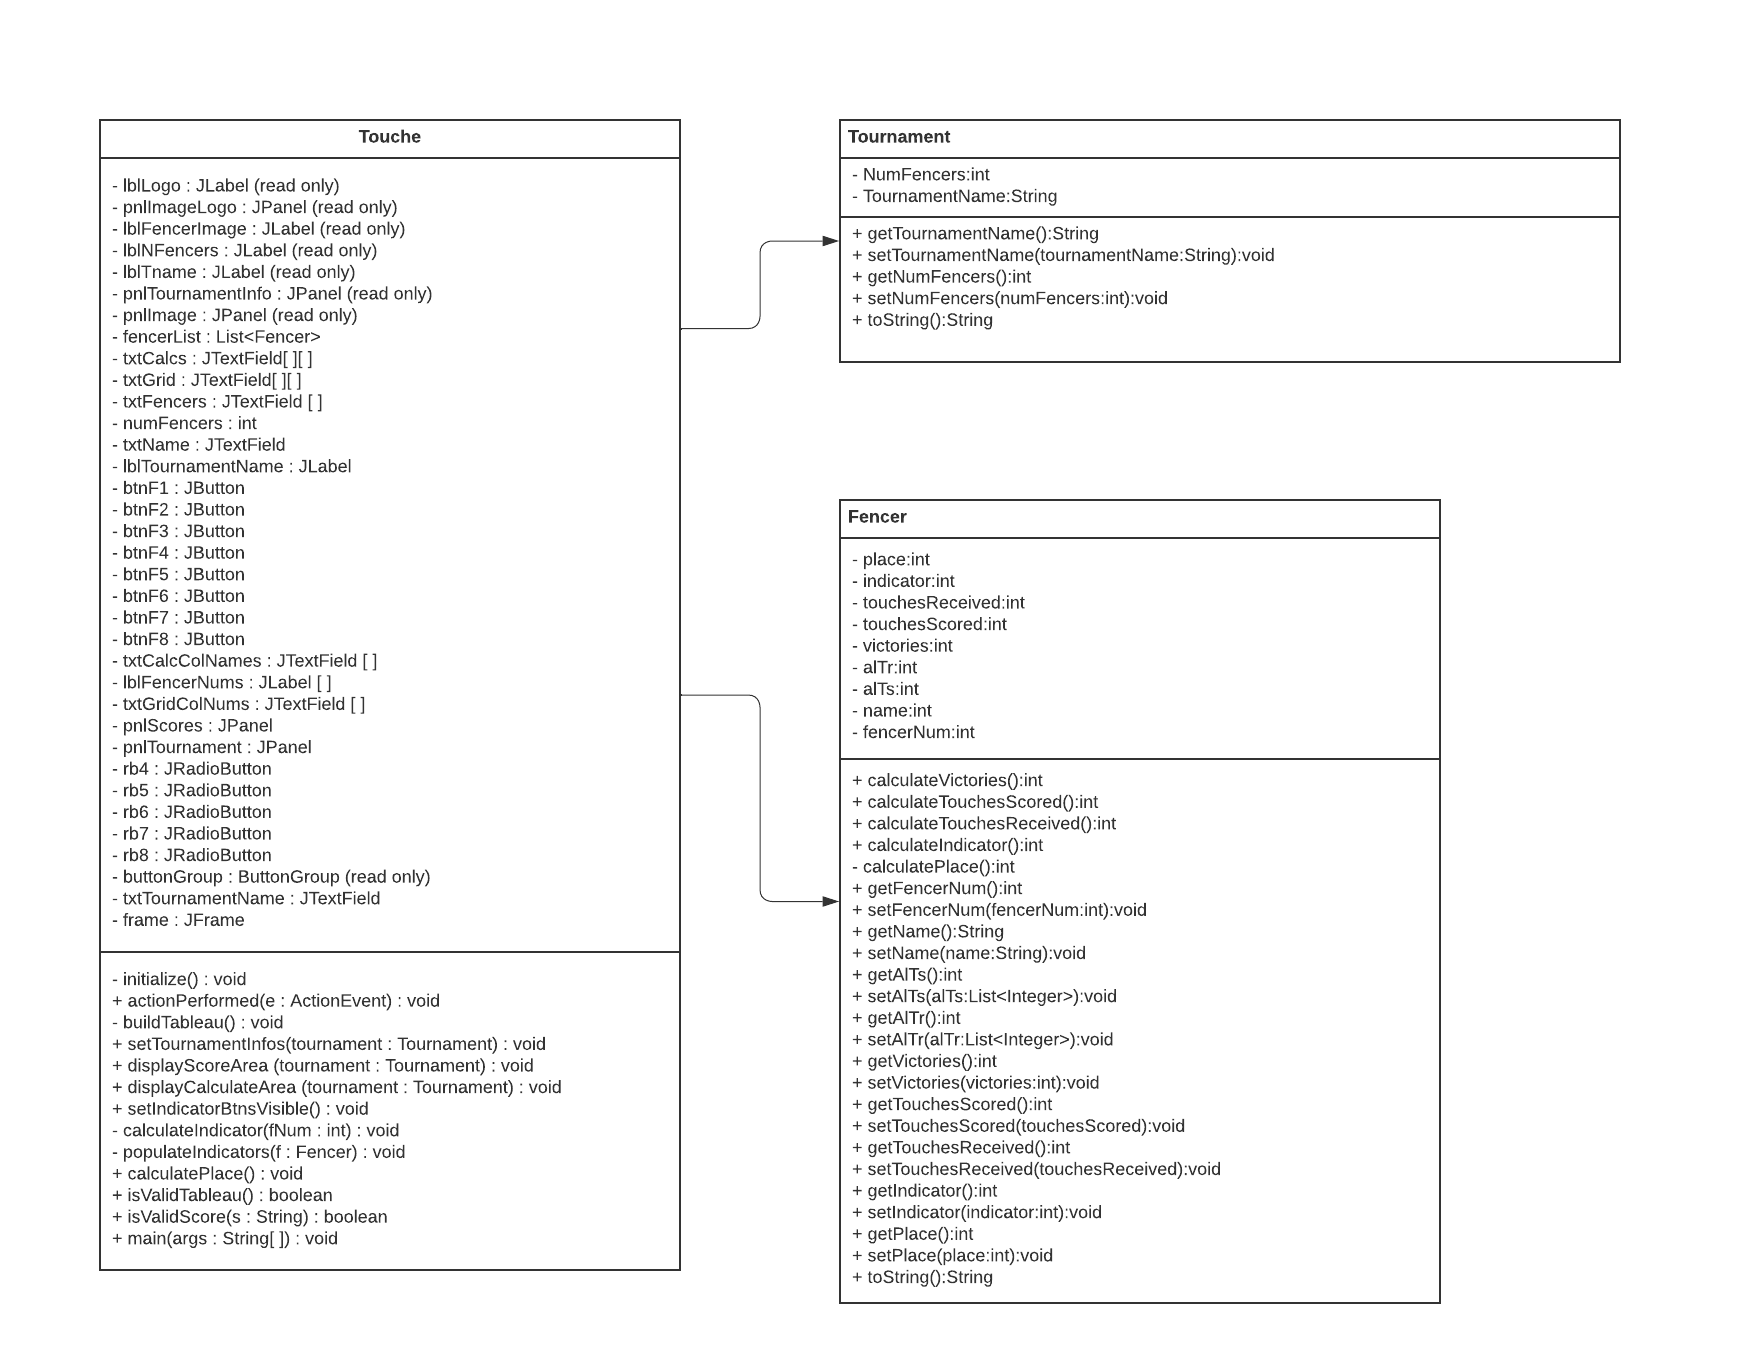 Touche
- lblLogo : JLabel (read only)
- pnlImageLogo : JPanel (read only)
- lblFencerImage : JLabel (read only)
- lblNFencers : JLabel (read only)
- lblTname : JLabel (read only)
- pnlTournamentInfo : JPanel (read only)
- pnlImage : JPanel (read only)
- fencerList : List<Fencer>
- txtCalcs : JTextField[ ][ ]
- txtGrid : JTextField[ ][ ]
- txtFencers : JTextField [ ]
- numFencers : int
- txtName : JTextField
- lblTournamentName : JLabel
- btnF1 : JButton
- btnF2 : JButton
- btnF3 : JButton
- btnF4 : JButton
- btnF5 : JButton
- btnF6 : JButton
- btnF7 : JButton
- btnF8 : JButton
- txtCalcColNames : JTextField [ ]
- lblFencerNums : JLabel [ ]
- txtGridColNums : JTextField [ ]
- pnlScores : JPanel
- pnlTournament : JPanel
- rb4 : JRadioButton
- rb5 : JRadioButton
- rb6 : JRadioButton
- rb7 : JRadioButton
- rb8 : JRadioButton
- buttonGroup : ButtonGroup (read only)
- txtTournamentName : JTextField
- frame : JFrame
- initialize() : void
+ actionPerformed(e : ActionEvent) : void
- buildTableau() : void
+ setTournamentInfos(tournament : Tournament) : void
+ displayScoreArea (tournament : Tournament) : void
+ displayCalculateArea (tournament : Tournament) : void
+ setIndicatorBtnsVisible() : void
- calculateIndicator(fNum : int) : void
- populateIndicators(f : Fencer) : void
+ calculatePlace() : void
+ isValidTableau() : boolean
+ isValidScore(s : String) : boolean
+ main(args : String[ ]) : void
Tournament
- NumFencers:int
- TournamentName:String
+ getTournamentName():String
+ setTournamentName(tournamentName:String):void
+ getNumFencers():int
+ setNumFencers(numFencers:int):void
+ toString():String
Fencer
- place:int
- indicator:int
- touchesReceived:int
- touchesScored:int
- victories:int
- alTr:int
- alTs:int
- name:int
- fencerNum:int
+ calculateVictories():int
+ calculateTouchesScored():int
+ calculateTouchesReceived():int
+ calculateIndicator():int
- calculatePlace():int
+ getFencerNum():int
+ setFencerNum(fencerNum:int):void
+ getName():String
+ setName(name:String):void
+ getAlTs():int
+ setAlTs(alTs:List<Integer>):void
+ getAlTr():int
+ setAlTr(alTr:List<Integer>):void
+ getVictories():int
+ setVictories(victories:int):void
+ getTouchesScored():int
+ setTouchesScored(touchesScored):void
+ getTouchesReceived():int
+ setTouchesReceived(touchesReceived):void
+ getIndicator():int
+ setIndicator(indicator:int):void
+ getPlace():int
+ setPlace(place:int):void
+ toString():String